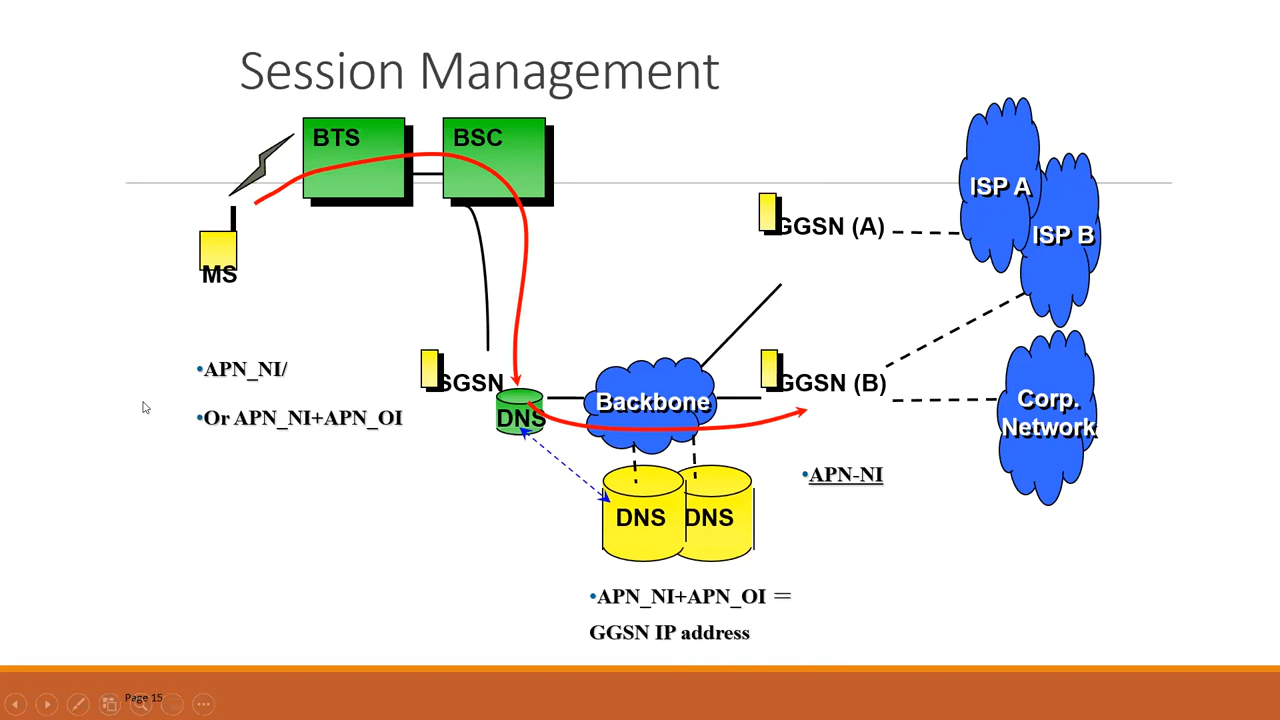 Session Management
BTS
BSC
ISP A
GGSN (A)
ISP B
MS
•APN_NI/
SGSN
GGSN (B)
Backbone
Corp.
Network
•Or APN_NI+APN_OI
DNS
•APN-NI
DNS
DNS
•APN_NI+APN_OI =
GGSN IP address
Page 15